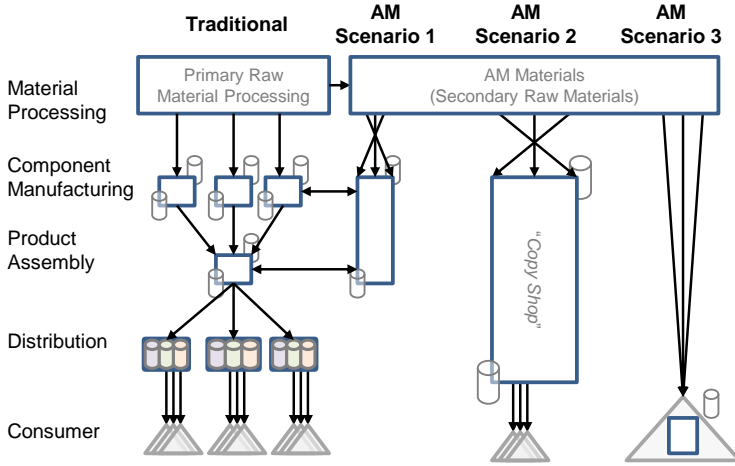 Traditional
AM
Scenario 1
AM
Scenario 2
AM
Scenario 3
Material
Processing
Primary Raw
Material Processing
AM Materials
(Secondary Raw Materials)
Component
Manufacturing
Product
Assembly
“Copy Shop”
Distribution
Consumer